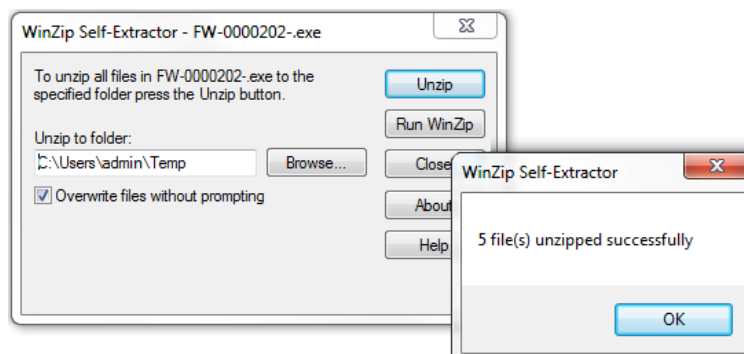 WinZip Self-Extractor - FW-0000202-.exe
To unzip all files in FW-0000202-.exe to the
specified folder press the Unzip button.
Unzip to folder:
C:\Users\admin\Temp
Browse...
Overwrite files without prompting
Unzip
Run WinZip
Close
About
Help
WinZip Self-Extractor
5 file(s) unzipped successfully
OK